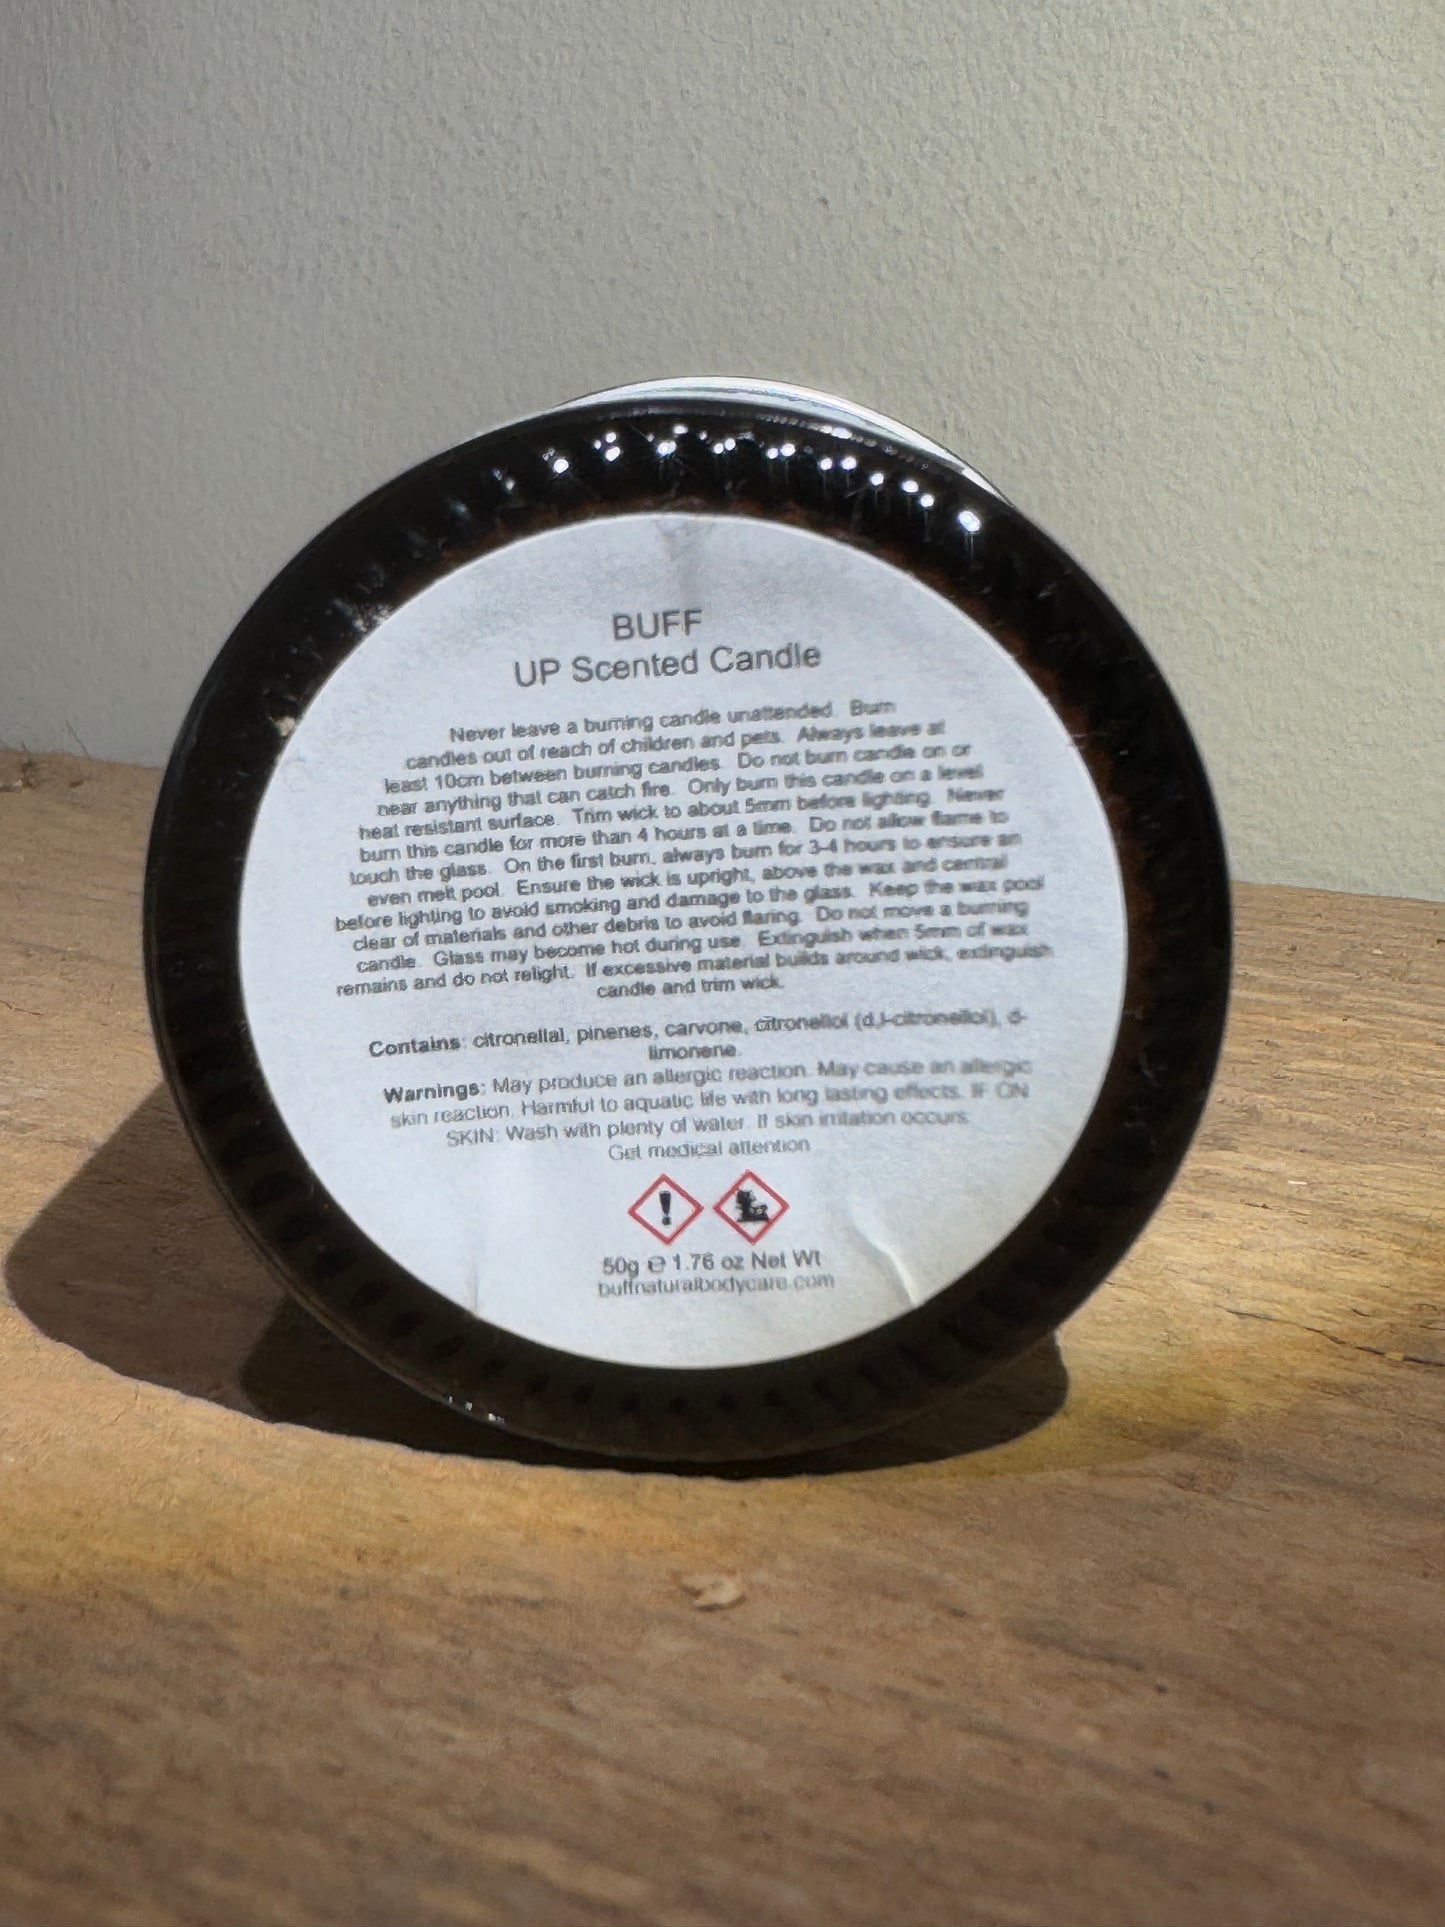 BUFF
UP Scented Candle
Never leave a burning candle unattended. Burn
candles out of reach of children and pets. Always leave at
least 10cm between burning candles. Do not burn candle on or
near anything that can catch fire. Only burn this candle on a level
heat resistant surface. Trim wick to about 5mm before lighting. Never
burn this candle for more than 4 hours at a time. Do not allow flame to
touch the glass. On the first burn, always burn for 3-4 hours to ensure an
even melt pool. Ensure the wick is upright, above the wax and central
before lighting to avoid smoking and damage to the glass. Keep the wax pool
clear of materials and other debris to avoid flaring. Do not move a burning
candle. Glass may become hot during use. Extinguish when 5mm of wax
remains and do not relight. If excessive material builds around wick, extinguish
candle and trim wick.
Contains: citronellal, pinenes, carvone, citronellol (d,l-citronellol), d-
limonene.
Warnings: May produce an allergic reaction. May cause an allergic
skin reaction. Harmful to aquatic life with long lasting effects. IF ON
SKIN: Wash with plenty of water. If skin irritation occurs:
Get medical attention
50g ℮ 1.76 oz Net Wt
buffnaturalbodycare.com